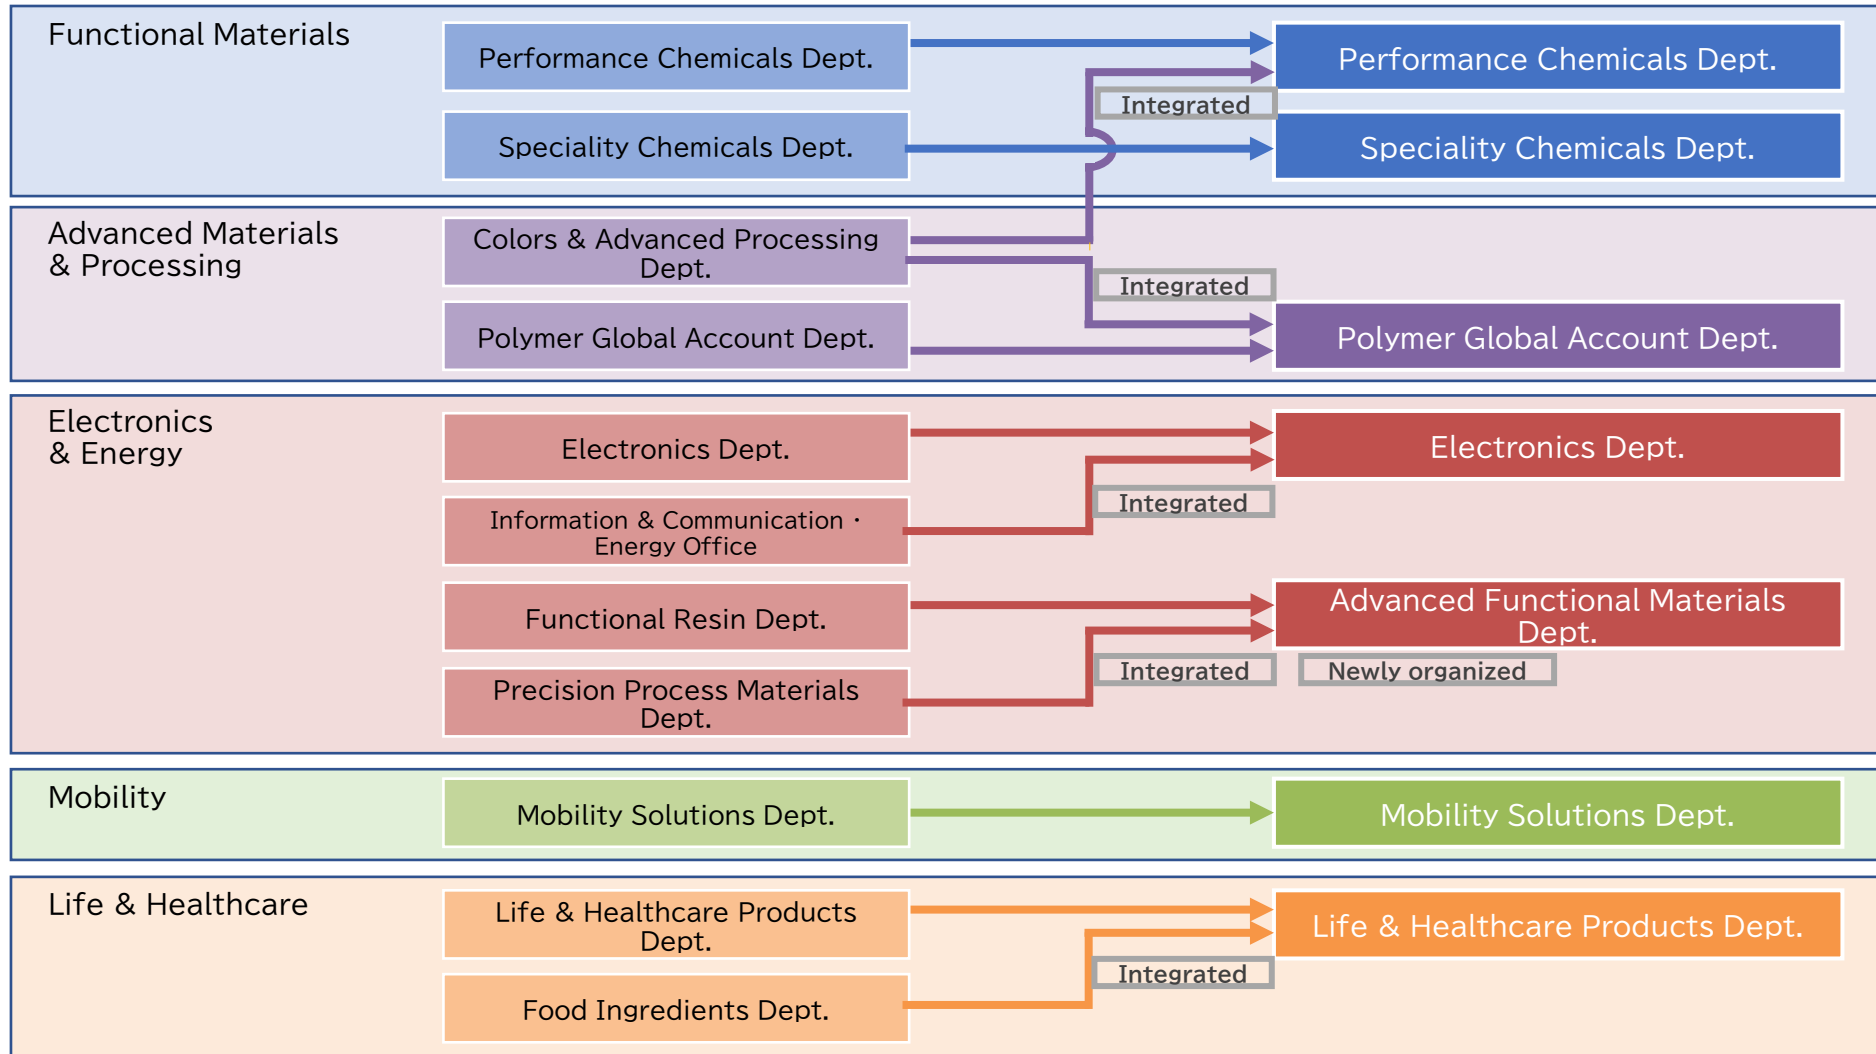 Functional Materials
Performance Chemicals Dept.
Performance Chemicals Dept.
Integrated
Speciality Chemicals Dept.
Speciality Chemicals Dept.
Advanced Materials
& Processing
Colors & Advanced Processing
Dept.
Integrated
Polymer Global Account Dept.
Polymer Global Account Dept.
Electronics
& Energy
Electronics Dept.
Electronics Dept.
Integrated
Information & Communication・
Energy Office
Functional Resin Dept.
Advanced Functional Materials
Dept.
Integrated
Newly organized
Precision Process Materials
Dept.
Mobility
Mobility Solutions Dept.
Mobility Solutions Dept.
Life & Healthcare
Life & Healthcare Products
Dept.
Life & Healthcare Products Dept.
Integrated
Food Ingredients Dept.